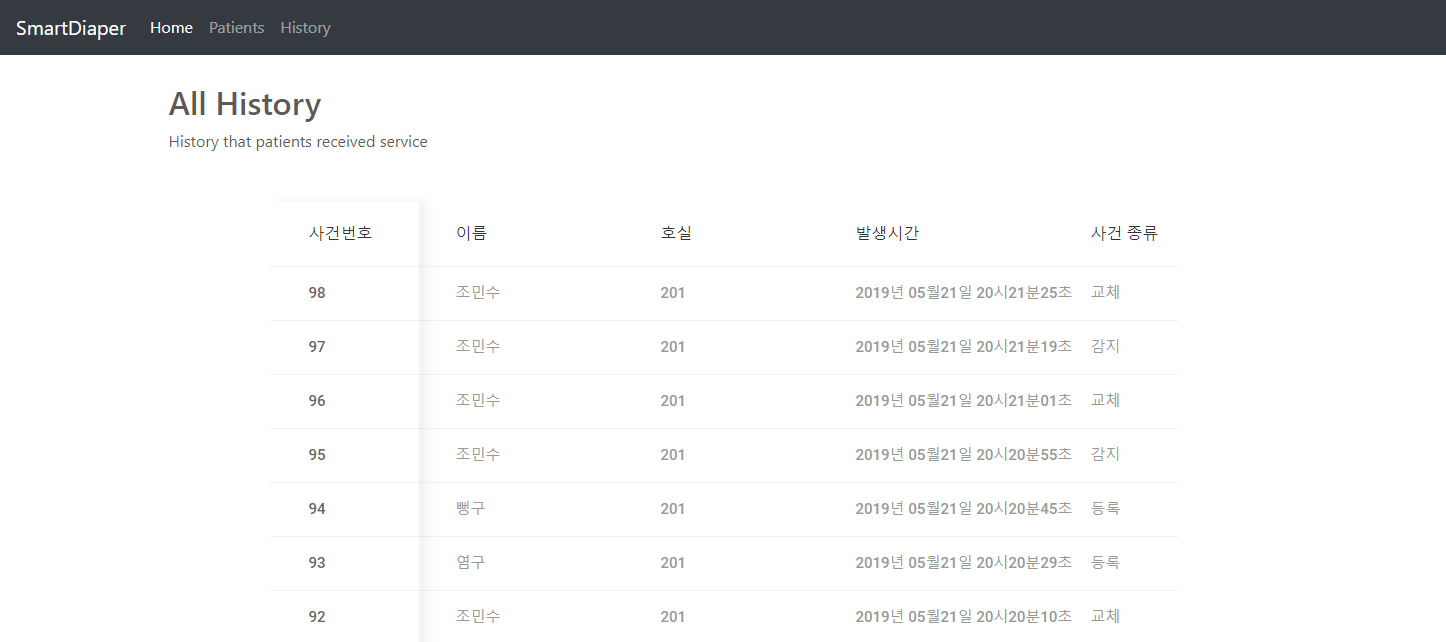 SmartDiaper Home Patients History
All History
History that patients received service
사건번호 이름 호실 발생시간 사건 종류
98 조민수 201 2019년 05월21일 20시21분25초 교체
97 조민수 201 2019년 05월21일 20시21분19초 감지
96 조민수 201 2019년 05월21일 20시21분01초 교체
95 조민수 201 2019년 05월21일 20시20분55초 감지
94 뻥구 201 2019년 05월21일 20시20분45초 등록
93 염구 201 2019년 05월21일 20시20분29초 등록
92 조민수 201 2019년 05월21일 20시20분10초 교체